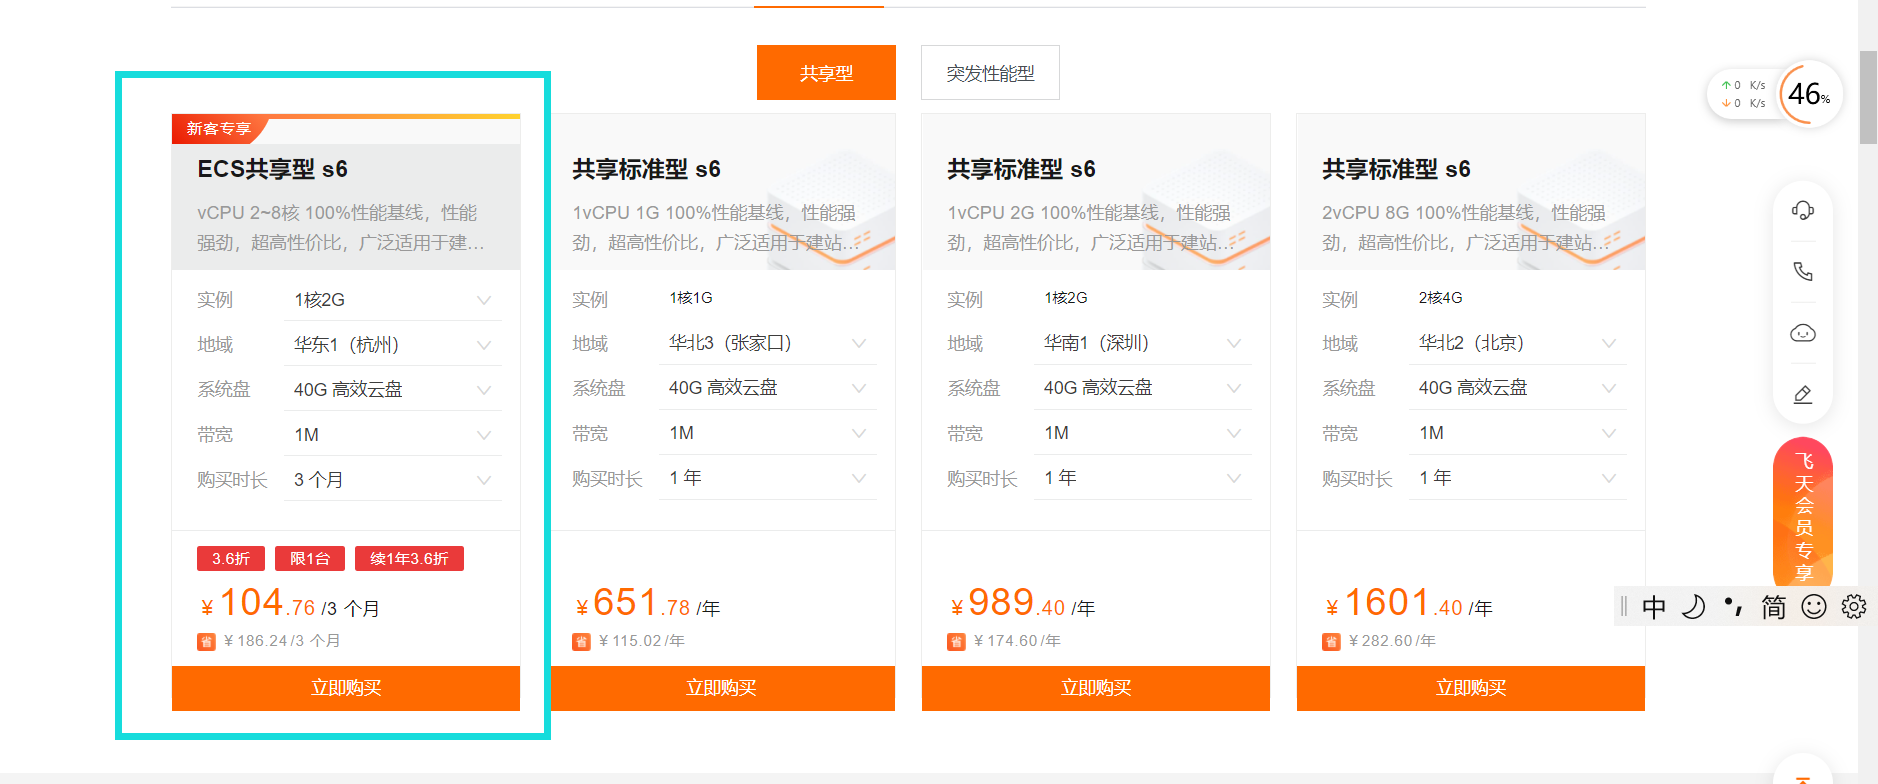 共享型
突发性能型
新客专享
ECS共享型 s6
vCPU 2~8核 100%性能基线，性能
强劲，超高性价比，广泛适用于建...
实例 1核2G
地域 华东1（杭州）
系统盘 40G 高效云盘
带宽 1M
购买时长 3 个月
3.6折 限1台 续1年3.6折
¥104.76 /3 个月
省 ¥186.24/3 个月
立即购买
共享标准型 s6
1vCPU 1G 100%性能基线，性能强
劲，超高性价比，广泛适用于建站...
实例 1核1G
地域 华北3（张家口）
系统盘 40G 高效云盘
带宽 1M
购买时长 1 年
¥651.78 /年
省 ¥115.02/年
立即购买
共享标准型 s6
1vCPU 2G 100%性能基线，性能强
劲，超高性价比，广泛适用于建站...
实例 1核2G
地域 华南1（深圳）
系统盘 40G 高效云盘
带宽 1M
购买时长 1 年
¥989.40 /年
省 ¥174.60/年
立即购买
共享标准型 s6
2vCPU 8G 100%性能基线，性能强
劲，超高性价比，广泛适用于建站...
实例 2核4G
地域 华北2（北京）
系统盘 40G 高效云盘
带宽 1M
购买时长 1 年
¥1601.40 /年
省 ¥282.60/年
立即购买
↑ 0 K/s
↓ 0 K/s
46%
飞天会员专享
中 简